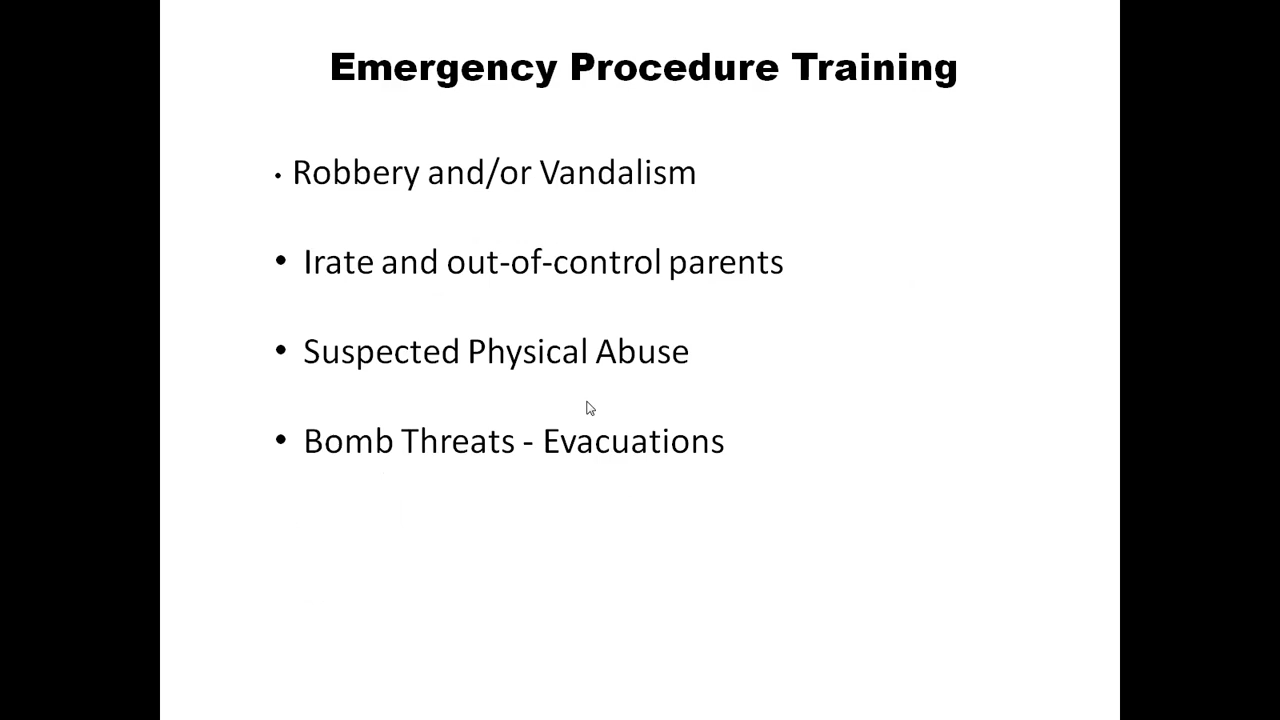 Emergency Procedure Training
• Robbery and/or Vandalism
• Irate and out-of-control parents
• Suspected Physical Abuse
• Bomb Threats - Evacuations